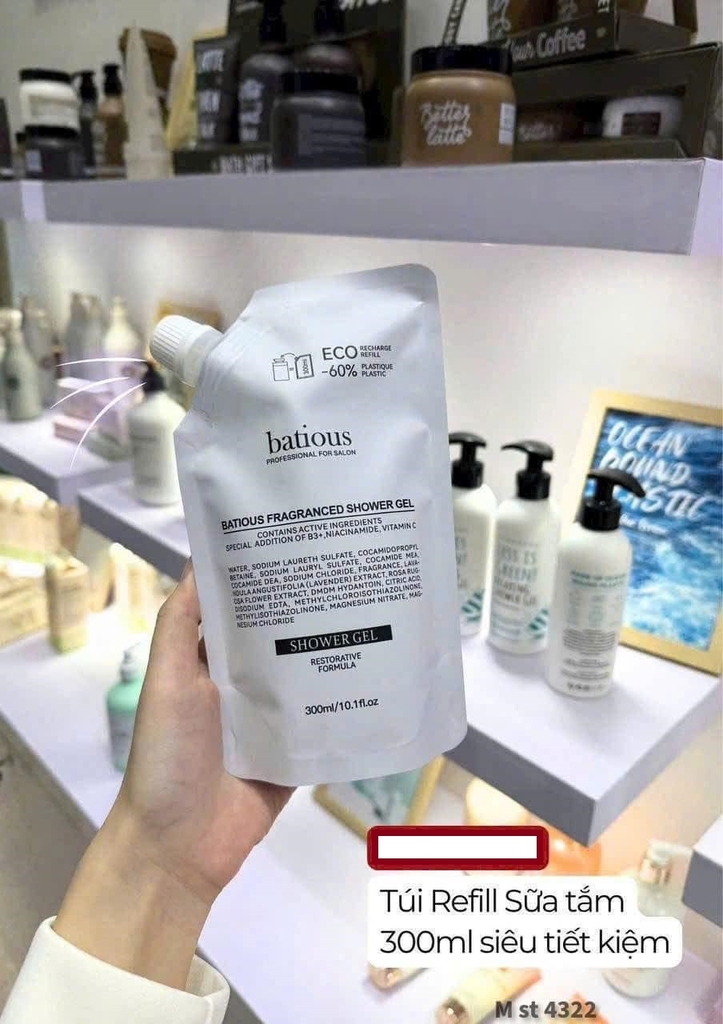 Your Coffee
Better
latte
ECO RECHARGE
REFILL
-60% PLASTIQUE
PLASTIC
300ml
batious
PROFESSIONAL FOR SALON
BATIOUS FRAGRANCED SHOWER GEL
CONTAINS ACTIVE INGREDIENTS
SPECIAL ADDITION OF B3+,NIACINAMIDE, VITAMIN C
WATER, SODIUM LAURETH SULFATE, COCAMIDOPROPYL
BETAINE, SODIUM LAURYL SULFATE, COCAMIDE MEA,
COCAMIDE DEA, SODIUM CHLORIDE, FRAGRANCE, LAVA-
NDULA ANGUSTIFOLIA (LAVENDER) EXTRACT, ROSA RUG-
OSA FLOWER EXTRACT, DMDM HYDANTOIN, CITRIC ACID,
DISODIUM EDTA, METHYLCHLOROISOTHIAZOLINONE,
METHYLISOTHIAZOLINONE, MAGNESIUM NITRATE, MAG-
NESIUM CHLORIDE
SHOWER GEL
RESTORATIVE
FORMULA
300ml/10.1fl.oz
OCEAN
BOUND
PLASTIC
Túi Refill Sữa tắm
300ml siêu tiết kiệm
M st 4322